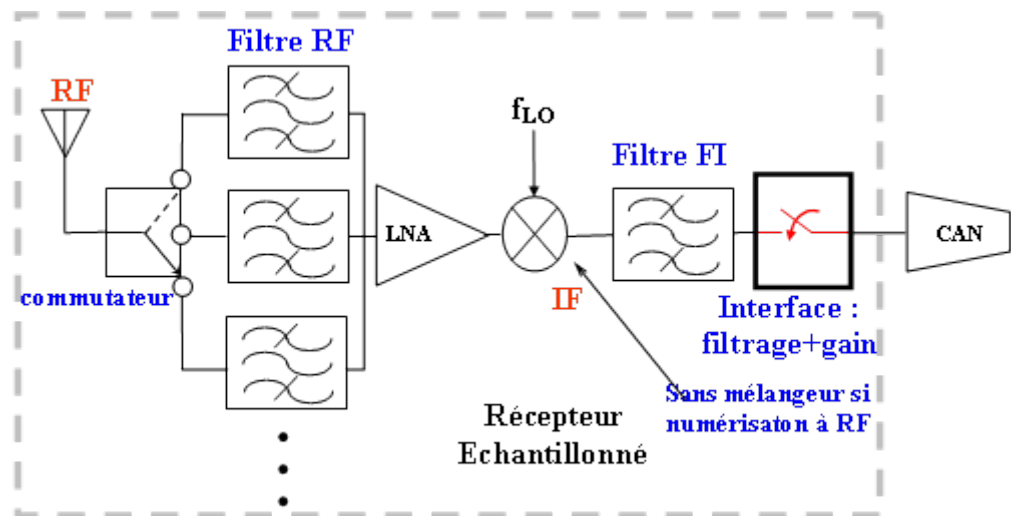 Filtre RF
RF
f_LO
Filtre FI
LNA
CAN
commutateur
IF
Interface :
filtrage+gain
Sans mélangeur si
numérisaton à RF
Récepteur
Echantillonné